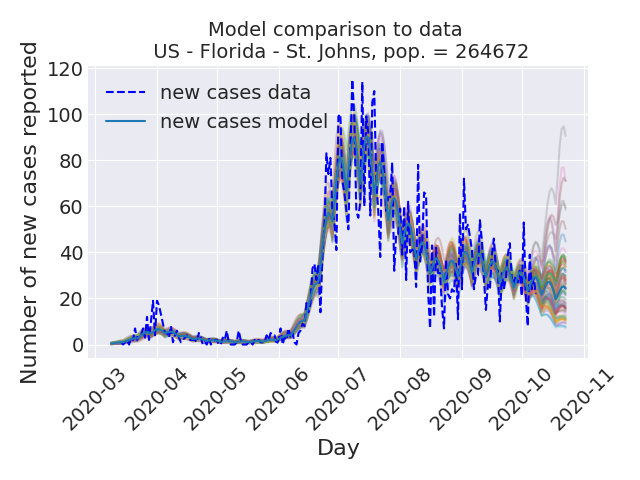 Model comparison to data
US - Florida - St. Johns, pop. = 264672
Number of new cases reported
120
100
80
60
40
20
0
new cases data
new cases model
2020-03
2020-04
2020-05
2020-06
2020-07
2020-08
2020-09
2020-10
2020-11
Day